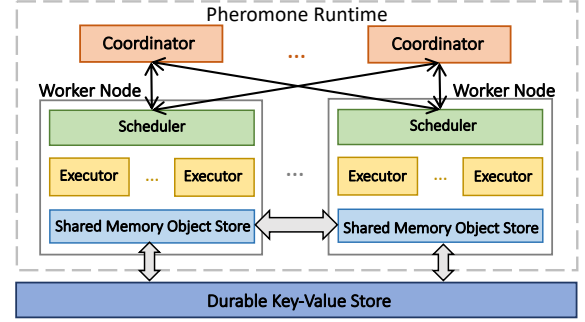 Pheromone Runtime
Coordinator ... Coordinator
Worker Node Worker Node
Scheduler Scheduler
Executor ... Executor ... Executor ... Executor
Shared Memory Object Store Shared Memory Object Store
Durable Key-Value Store